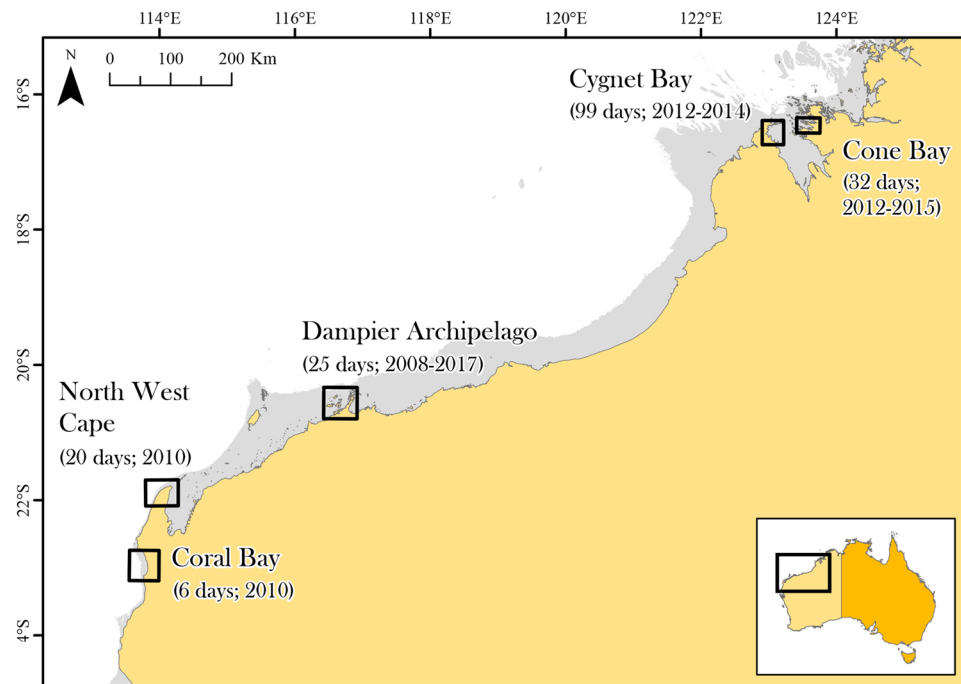 114°E 116°E 118°E 120°E 122°E 124°E
N
0 100 200 Km
16°S
Cygnet Bay
(99 days; 2012-2014)
Cone Bay
(32 days;
2012-2015)
18°S
Dampier Archipelago
(25 days; 2008-2017)
20°S
North West
Cape
(20 days; 2010)
22°S
Coral Bay
(6 days; 2010)
4°S